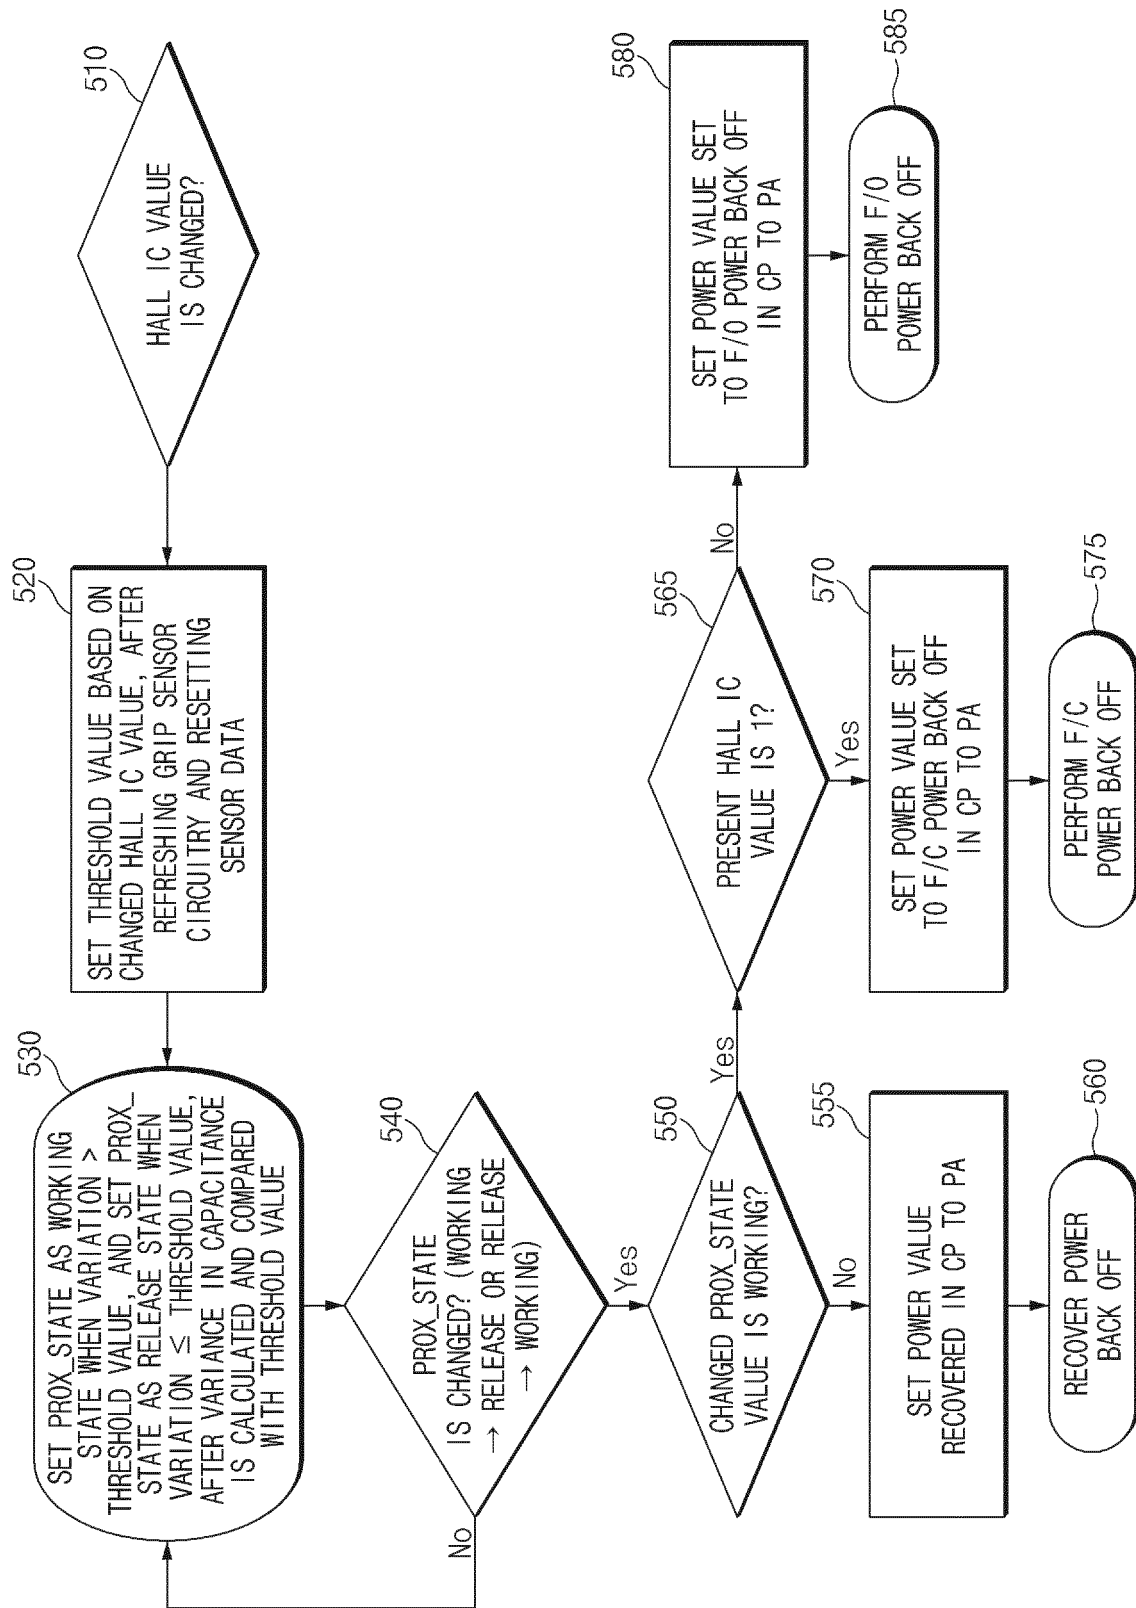 510
HALL IC VALUE
IS CHANGED?
520
SET THRESHOLD VALUE BASED ON
CHANGED HALL IC VALUE, AFTER
REFRESHING GRIP SENSOR
CIRCUITRY AND RESETTING
SENSOR DATA
530
SET PROX_STATE AS WORKING
STATE WHEN VARIATION >
THRESHOLD VALUE, AND SET PROX_
STATE AS RELEASE STATE WHEN
VARIATION ≤ THRESHOLD VALUE,
AFTER VARIANCE IN CAPACITANCE
IS CALCULATED AND COMPARED
WITH THRESHOLD VALUE
540
PROX_STATE
IS CHANGED? (WORKING
→ RELEASE OR RELEASE
→ WORKING)
No
Yes
550
CHANGED PROX_STATE
VALUE IS WORKING?
No
Yes
555
SET POWER VALUE
RECOVERED IN CP TO PA
560
RECOVER POWER
BACK OFF
565
PRESENT HALL IC
VALUE IS 1?
Yes
No
570
SET POWER VALUE SET
TO F/C POWER BACK OFF
IN CP TO PA
575
PERFORM F/C
POWER BACK OFF
580
SET POWER VALUE SET
TO F/O POWER BACK OFF
IN CP TO PA
585
PERFORM F/O
POWER BACK OFF